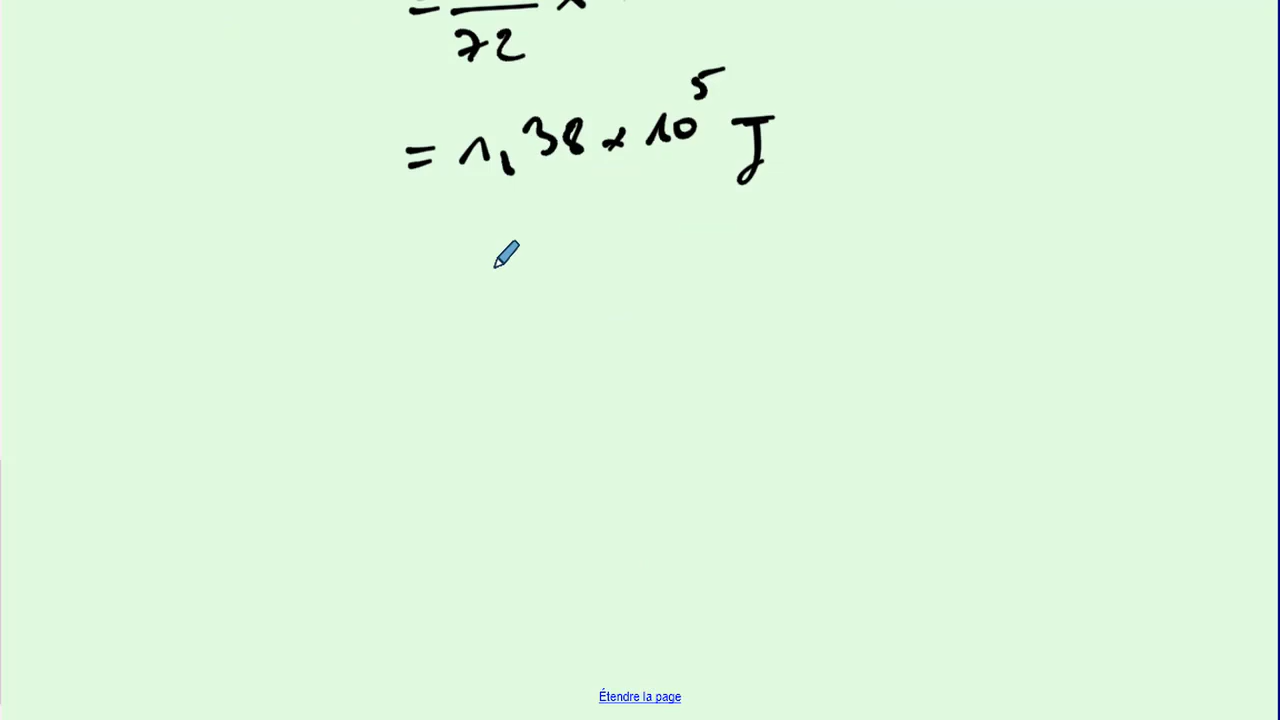 = / 72 ×
= 1,38 × 10⁵ J
Étendre la page